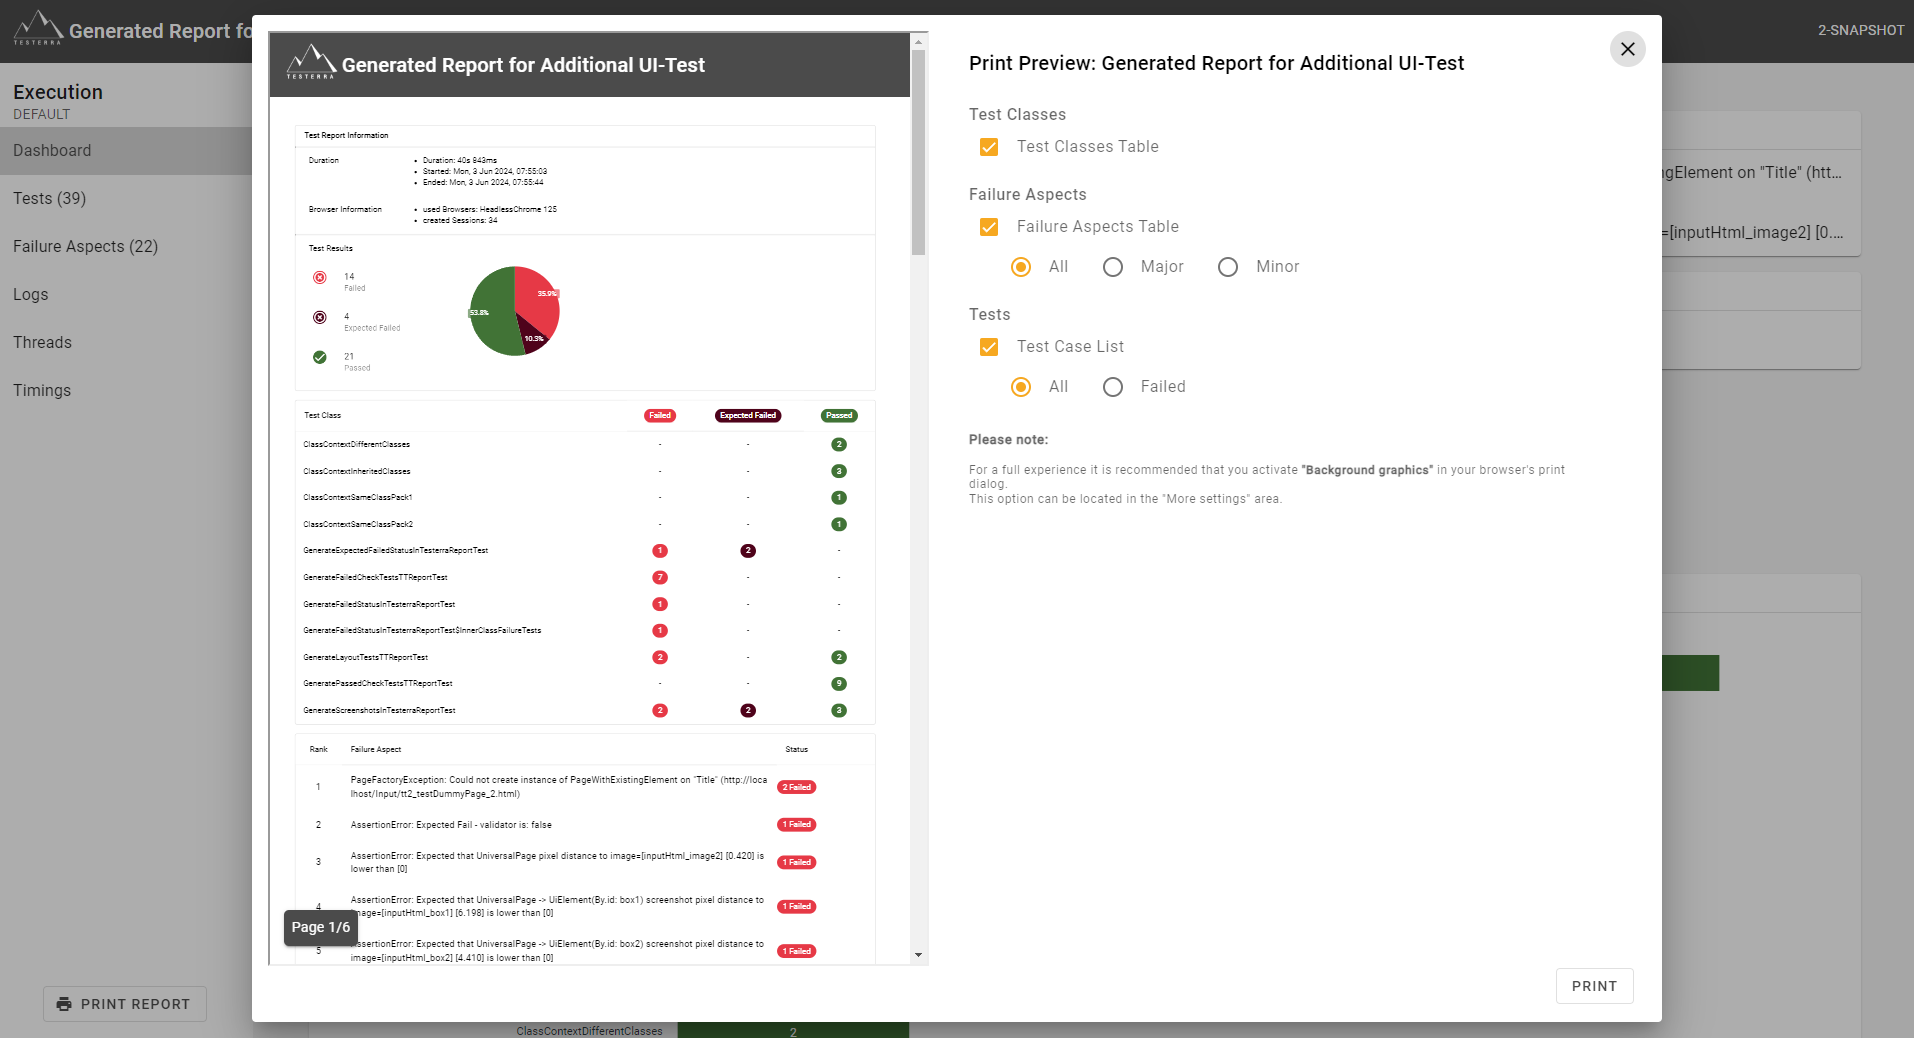 TESTERRA
Generated Report fo
2-SNAPSHOT
Execution
DEFAULT
Dashboard
Tests (39)
Failure Aspects (22)
Logs
Threads
Timings
PRINT REPORT
TESTERRA
Generated Report for Additional UI-Test
Test Report Information
Duration
Duration: 40s 843ms
Started: Mon, 3 Jun 2024, 07:55:03
Ended: Mon, 3 Jun 2024, 07:55:44
Browser Information
used Browsers: HeadlessChrome 125
created Sessions: 34
Test Results
14
Failed
4
Expected Failed
21
Passed
35.9%
53.8%
10.3%
Test Class Failed Expected Failed Passed
ClassContextDifferentClasses - - 2
ClassContextInheritedClasses - - 3
ClassContextSameClassPack1 - - 1
ClassContextSameClassPack2 - - 1
GenerateExpectedFailedStatusInTesterraReportTest 1 2 -
GenerateFailedCheckTestsTTReportTest 7 - -
GenerateFailedStatusInTesterraReportTest 1 - -
GenerateFailedStatusInTesterraReportTest$InnerClassFailureTests 1 - -
GenerateLayoutTestsTTReportTest 2 - 2
GeneratePassedCheckTestsTTReportTest - - 9
GenerateScreenshotsInTesterraReportTest 2 2 3
Rank Failure Aspect Status
1 PageFactoryException: Could not create instance of PageWithExistingElement on "Title" (http://loca
lhost/Input/tt2_testDummyPage_2.html) 2 Failed
2 AssertionError: Expected Fail - validator is: false 1 Failed
3 AssertionError: Expected that UniversalPage pixel distance to image=[inputHtml_image2] [0.420] is
lower than [0] 1 Failed
4 AssertionError: Expected that UniversalPage -> UiElement(By.id: box1) screenshot pixel distance to
image=[inputHtml_box1] [6.198] is lower than [0] 1 Failed
5 AssertionError: Expected that UniversalPage -> UiElement(By.id: box2) screenshot pixel distance to
image=[inputHtml_box2] [4.410] is lower than [0] 1 Failed
Page 1/6
Print Preview: Generated Report for Additional UI-Test
Test Classes
Test Classes Table
Failure Aspects
Failure Aspects Table
All Major Minor
Tests
Test Case List
All Failed
Please note:
For a full experience it is recommended that you activate "Background graphics" in your browser's print
dialog.
This option can be located in the "More settings" area.
PRINT
ngElement on "Title" (htt...
=[inputHtml_image2] [0....
ClassContextDifferentClasses 2